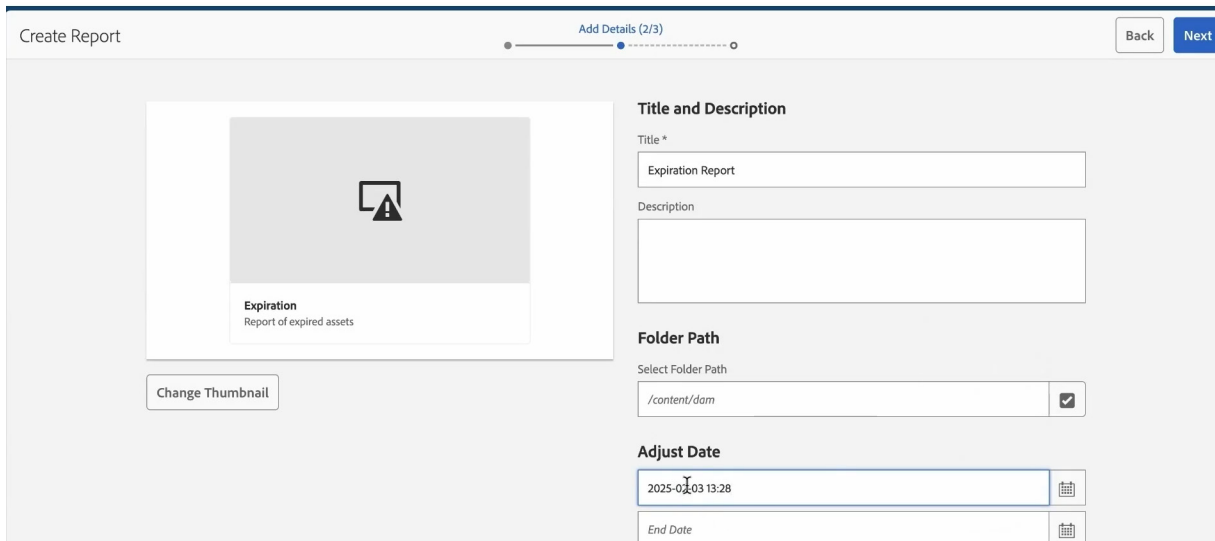 Create Report
Add Details (2/3)
Back
Next
Expiration
Report of expired assets
Change Thumbnail
Title and Description
Title *
Expiration Report
Description
Folder Path
Select Folder Path
/content/dam
Adjust Date
2025-02-03 13:28
End Date